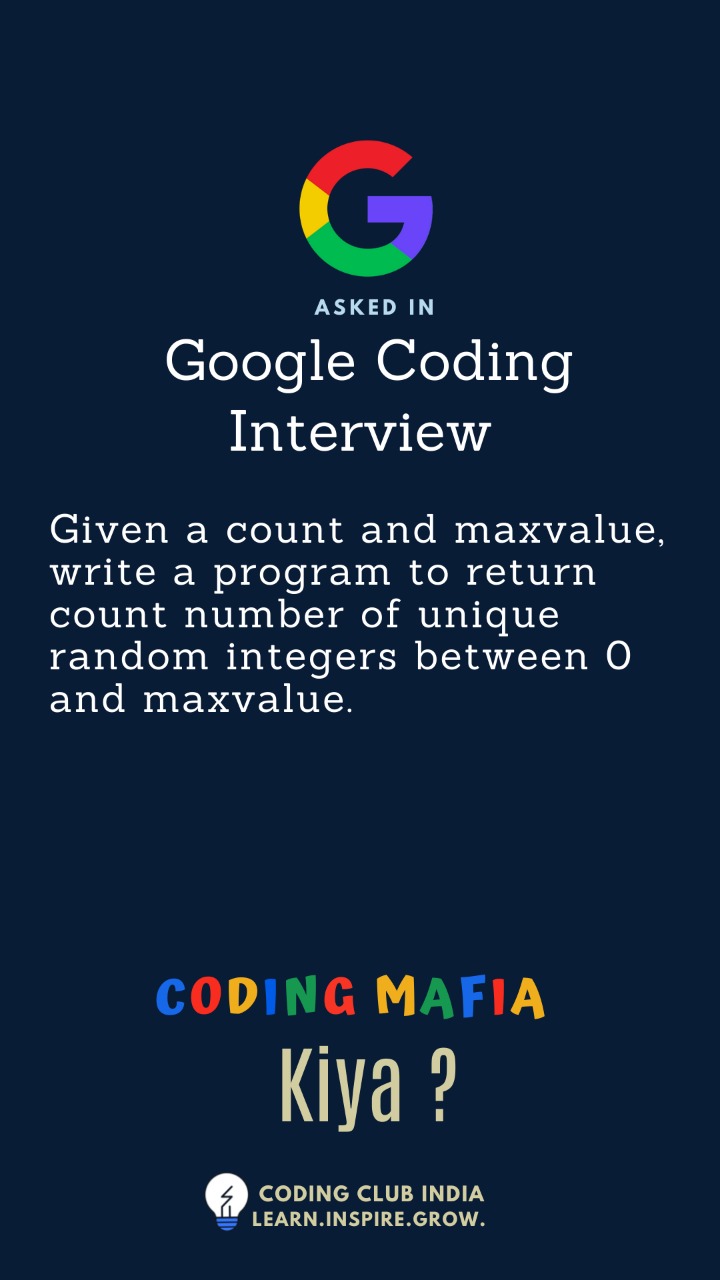 ASKED IN
Google Coding
Interview
Given a count and maxvalue,
write a program to return
count number of unique
random integers between 0
and maxvalue.
CODING MAFIA
Kiya ?
CODING CLUB INDIA
LEARN.INSPIRE.GROW.